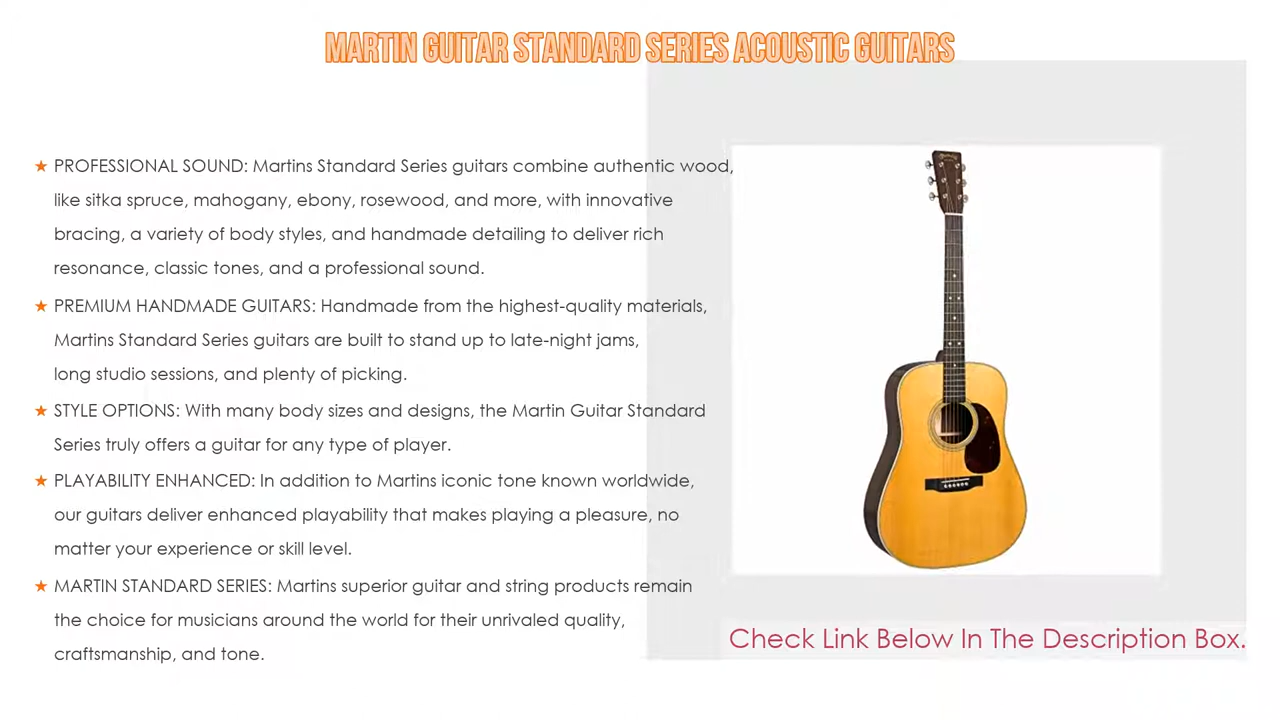 MARTIN GUITAR STANDARD SERIES ACOUSTIC GUITARS
★ PROFESSIONAL SOUND: Martins Standard Series guitars combine authentic wood,
like sitka spruce, mahogany, ebony, rosewood, and more, with innovative
bracing, a variety of body styles, and handmade detailing to deliver rich
resonance, classic tones, and a professional sound.
★ PREMIUM HANDMADE GUITARS: Handmade from the highest-quality materials,
Martins Standard Series guitars are built to stand up to late-night jams,
long studio sessions, and plenty of picking.
★ STYLE OPTIONS: With many body sizes and designs, the Martin Guitar Standard
Series truly offers a guitar for any type of player.
★ PLAYABILITY ENHANCED: In addition to Martins iconic tone known worldwide,
our guitars deliver enhanced playability that makes playing a pleasure, no
matter your experience or skill level.
★ MARTIN STANDARD SERIES: Martins superior guitar and string products remain
the choice for musicians around the world for their unrivaled quality,
craftsmanship, and tone.
Check Link Below In The Description Box.